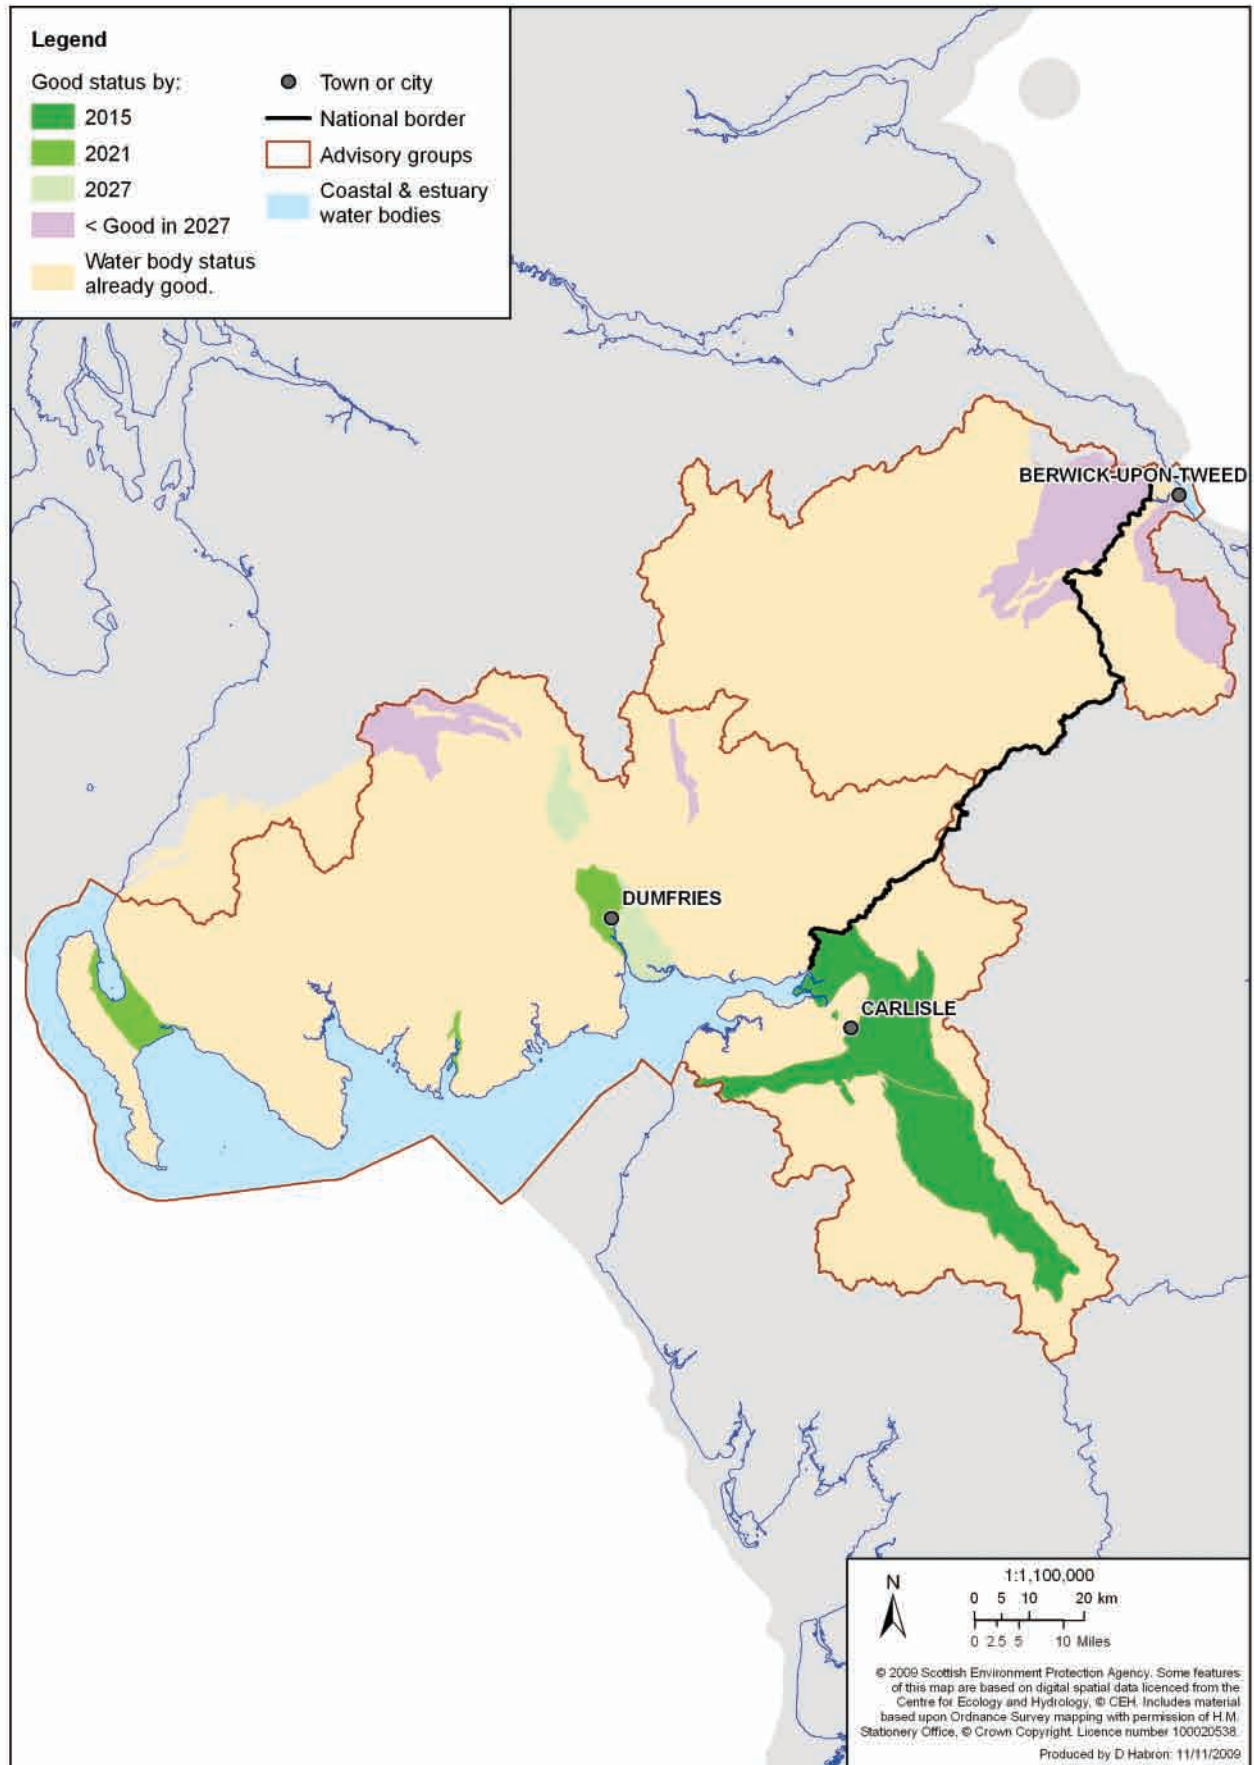 Legend
Good status by:
2015
2021
2027
< Good in 2027
Water body status
already good.
Town or city
National border
Advisory groups
Coastal & estuary
water bodies
BERWICK-UPON-TWEED
DUMFRIES
CARLISLE
N
1:1,100,000
0 5 10 20 km
0 2.5 5 10 Miles
© 2009 Scottish Environment Protection Agency. Some features
of this map are based on digital spatial data licenced from the
Centre for Ecology and Hydrology, © CEH. Includes material
based upon Ordnance Survey mapping with permission of H.M.
Stationery Office, © Crown Copyright. Licence number 100020538.
Produced by D Habron: 11/11/2009